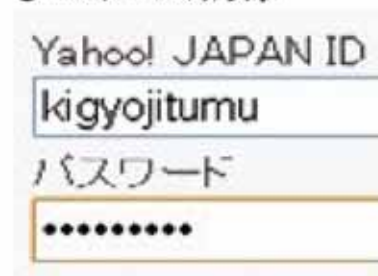 Yahoo! JAPAN ID
kigyojitumu
パスワード
•••••••••